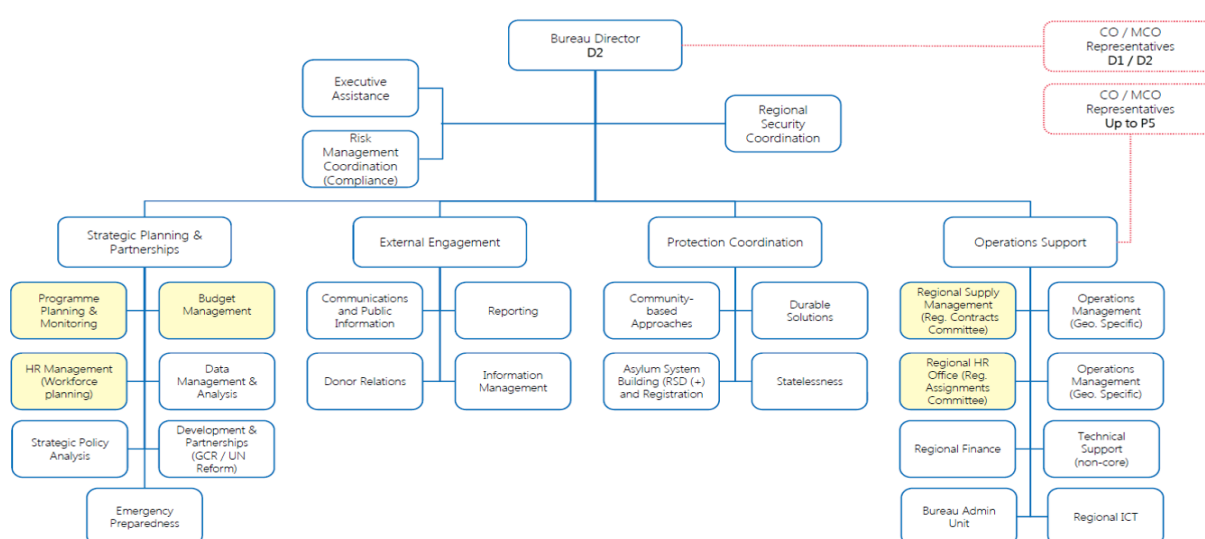 Bureau Director
D2
CO / MCO
Representatives
D1 / D2
Executive
Assistance
CO / MCO
Representatives
Up to P5
Regional
Security
Coordination
Risk
Management
Coordination
(Compliance)
Strategic Planning &
Partnerships
External Engagement
Protection Coordination
Operations Support
Programme
Planning &
Monitoring
Budget
Management
Communications
and Public
Information
Reporting
Community-
based
Approaches
Durable
Solutions
Regional Supply
Management
(Reg. Contracts
Committee)
Operations
Management
(Geo. Specific)
HR Management
(Workforce
planning)
Data
Management &
Analysis
Donor Relations
Information
Management
Asylum System
Building (RSD (+)
and Registration
Statelessness
Regional HR
Office (Reg.
Assignments
Committee)
Operations
Management
(Geo. Specific)
Strategic Policy
Analysis
Development &
Partnerships
(GCR / UN
Reform)
Regional Finance
Technical
Support
(non-core)
Emergency
Preparedness
Bureau Admin
Unit
Regional ICT